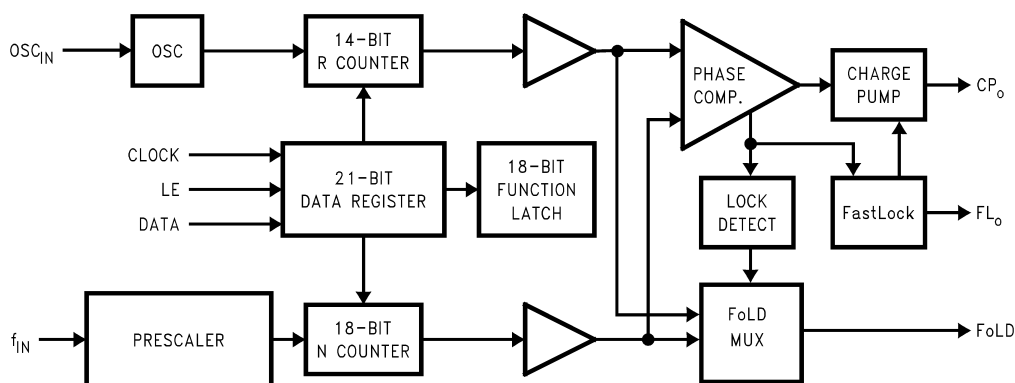 OSC_IN
OSC
14-BIT
R COUNTER
PHASE
COMP.
CHARGE
PUMP
CP_o
CLOCK
LE
DATA
21-BIT
DATA REGISTER
18-BIT
FUNCTION
LATCH
LOCK
DETECT
FastLock
FL_o
f_IN
PRESCALER
18-BIT
N COUNTER
FoLD
MUX
FoLD